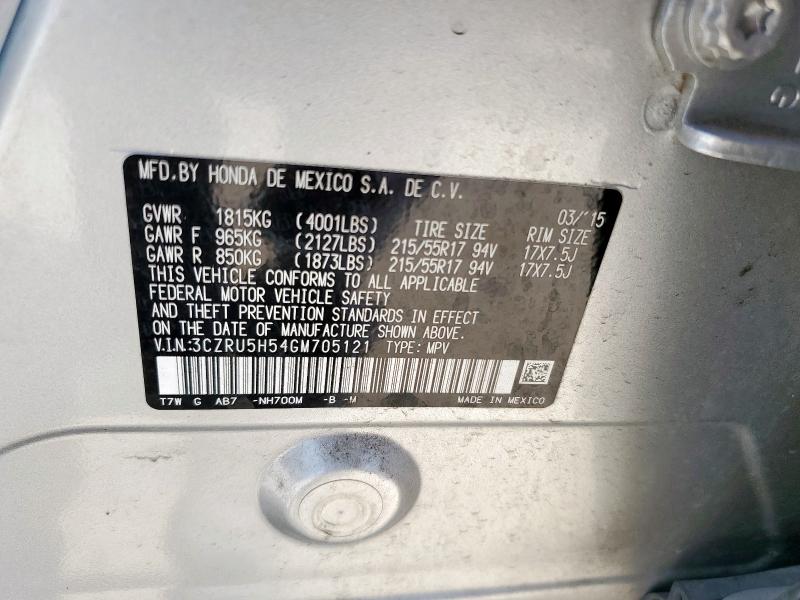 MFD. BY HONDA DE MEXICO S.A. DE C.V.
03/'15
GVWR 1815KG (4001LBS) TIRE SIZE RIM SIZE
GAWR F 965KG (2127LBS) 215/55R17 94V 17X7.5J
GAWR R 850KG (1873LBS) 215/55R17 94V 17X7.5J
THIS VEHICLE CONFORMS TO ALL APPLICABLE
FEDERAL MOTOR VEHICLE SAFETY
AND THEFT PREVENTION STANDARDS IN EFFECT
ON THE DATE OF MANUFACTURE SHOWN ABOVE.
V.I.N:3CZRU5H54GM705121 TYPE: MPV
T7W G AB7 -NH700M -B -M MADE IN MEXICO